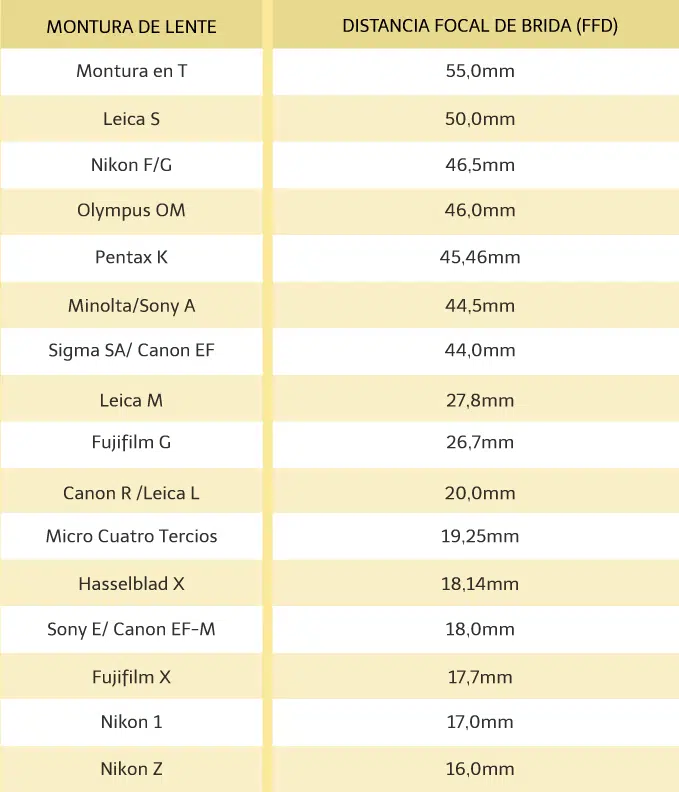 MONTURA DE LENTE DISTANCIA FOCAL DE BRIDA (FFD)
Montura en T 55,0mm
Leica S 50,0mm
Nikon F/G 46,5mm
Olympus OM 46,0mm
Pentax K 45,46mm
Minolta/Sony A 44,5mm
Sigma SA/ Canon EF 44,0mm
Leica M 27,8mm
Fujifilm G 26,7mm
Canon R /Leica L 20,0mm
Micro Cuatro Tercios 19,25mm
Hasselblad X 18,14mm
Sony E/ Canon EF-M 18,0mm
Fujifilm X 17,7mm
Nikon 1 17,0mm
Nikon Z 16,0mm